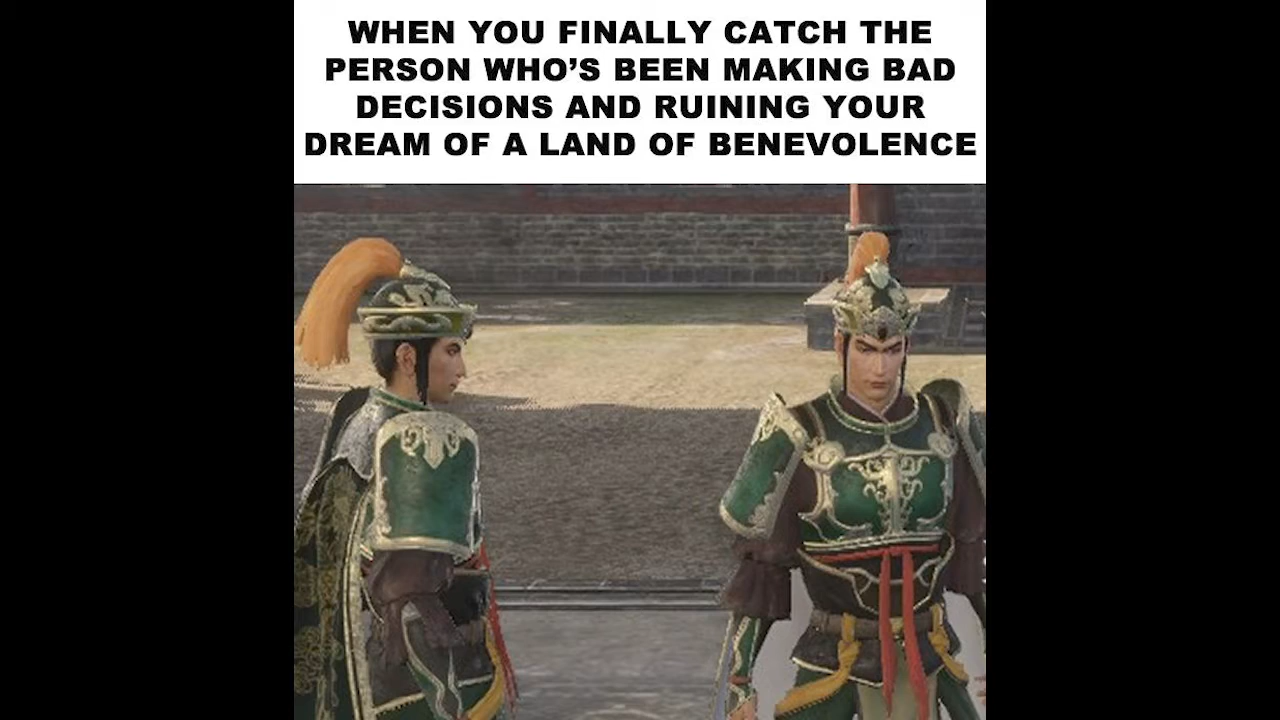 WHEN YOU FINALLY CATCH THE
PERSON WHO’S BEEN MAKING BAD
DECISIONS AND RUINING YOUR
DREAM OF A LAND OF BENEVOLENCE